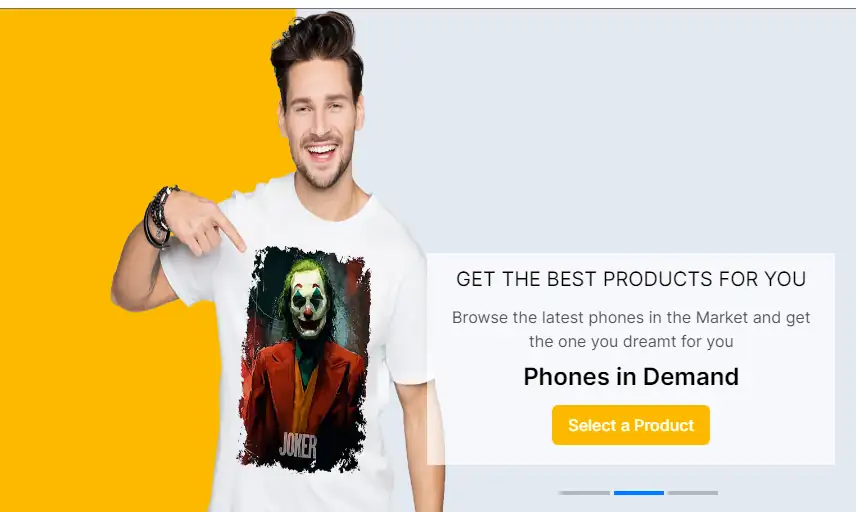 GET THE BEST PRODUCTS FOR YOU
Browse the latest phones in the Market and get
the one you dreamt for you
Phones in Demand
Select a Product
JOKER